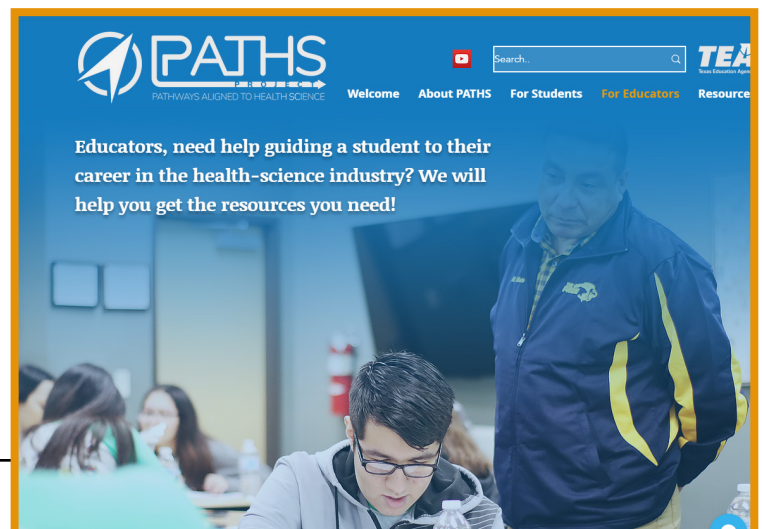 PATHS
PROJECT
PATHWAYS ALIGNED TO HEALTH SCIENCE
Search..
TEA
Texas Education Agen
Welcome About PATHS For Students For Educators Resource
Educators, need help guiding a student to their
career in the health-science industry? We will
help you get the resources you need!